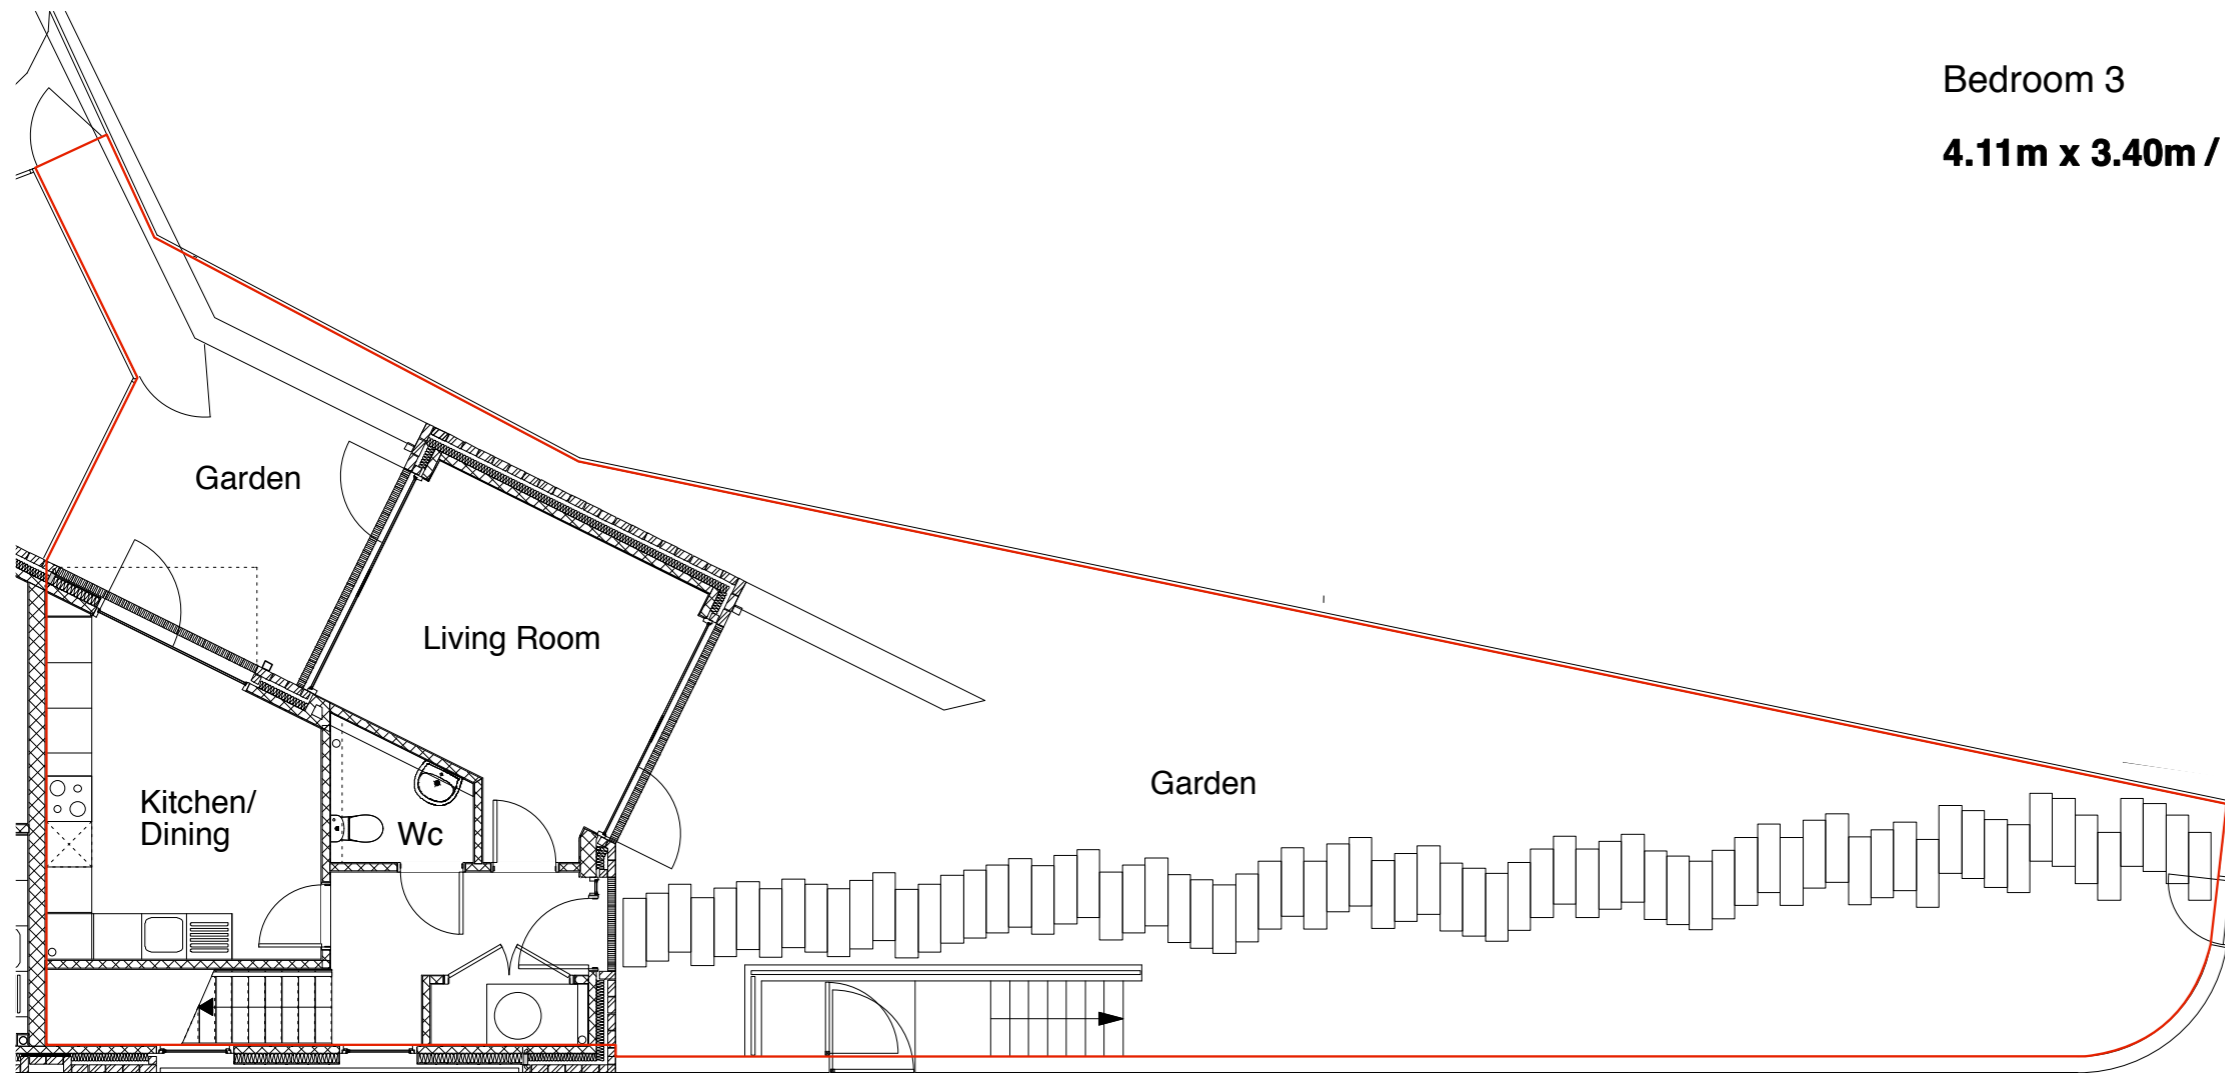 Bedroom 3
4.11m x 3.40m /
Garden
Living Room
Garden
Kitchen/
Dining
Wc